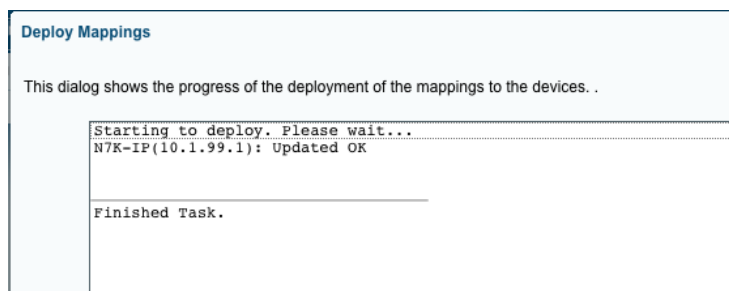 Deploy Mappings
This dialog shows the progress of the deployment of the mappings to the devices. .
Starting to deploy. Please wait...
N7K-IP(10.1.99.1): Updated OK
Finished Task.